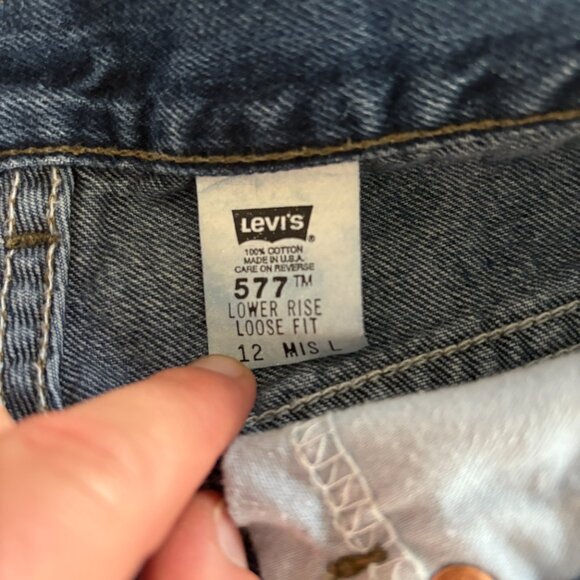 Levi's ®
100% COTTON
MADE IN U.S.A.
CARE ON REVERSE
577™
LOWER RISE
LOOSE FIT
12 MIS L